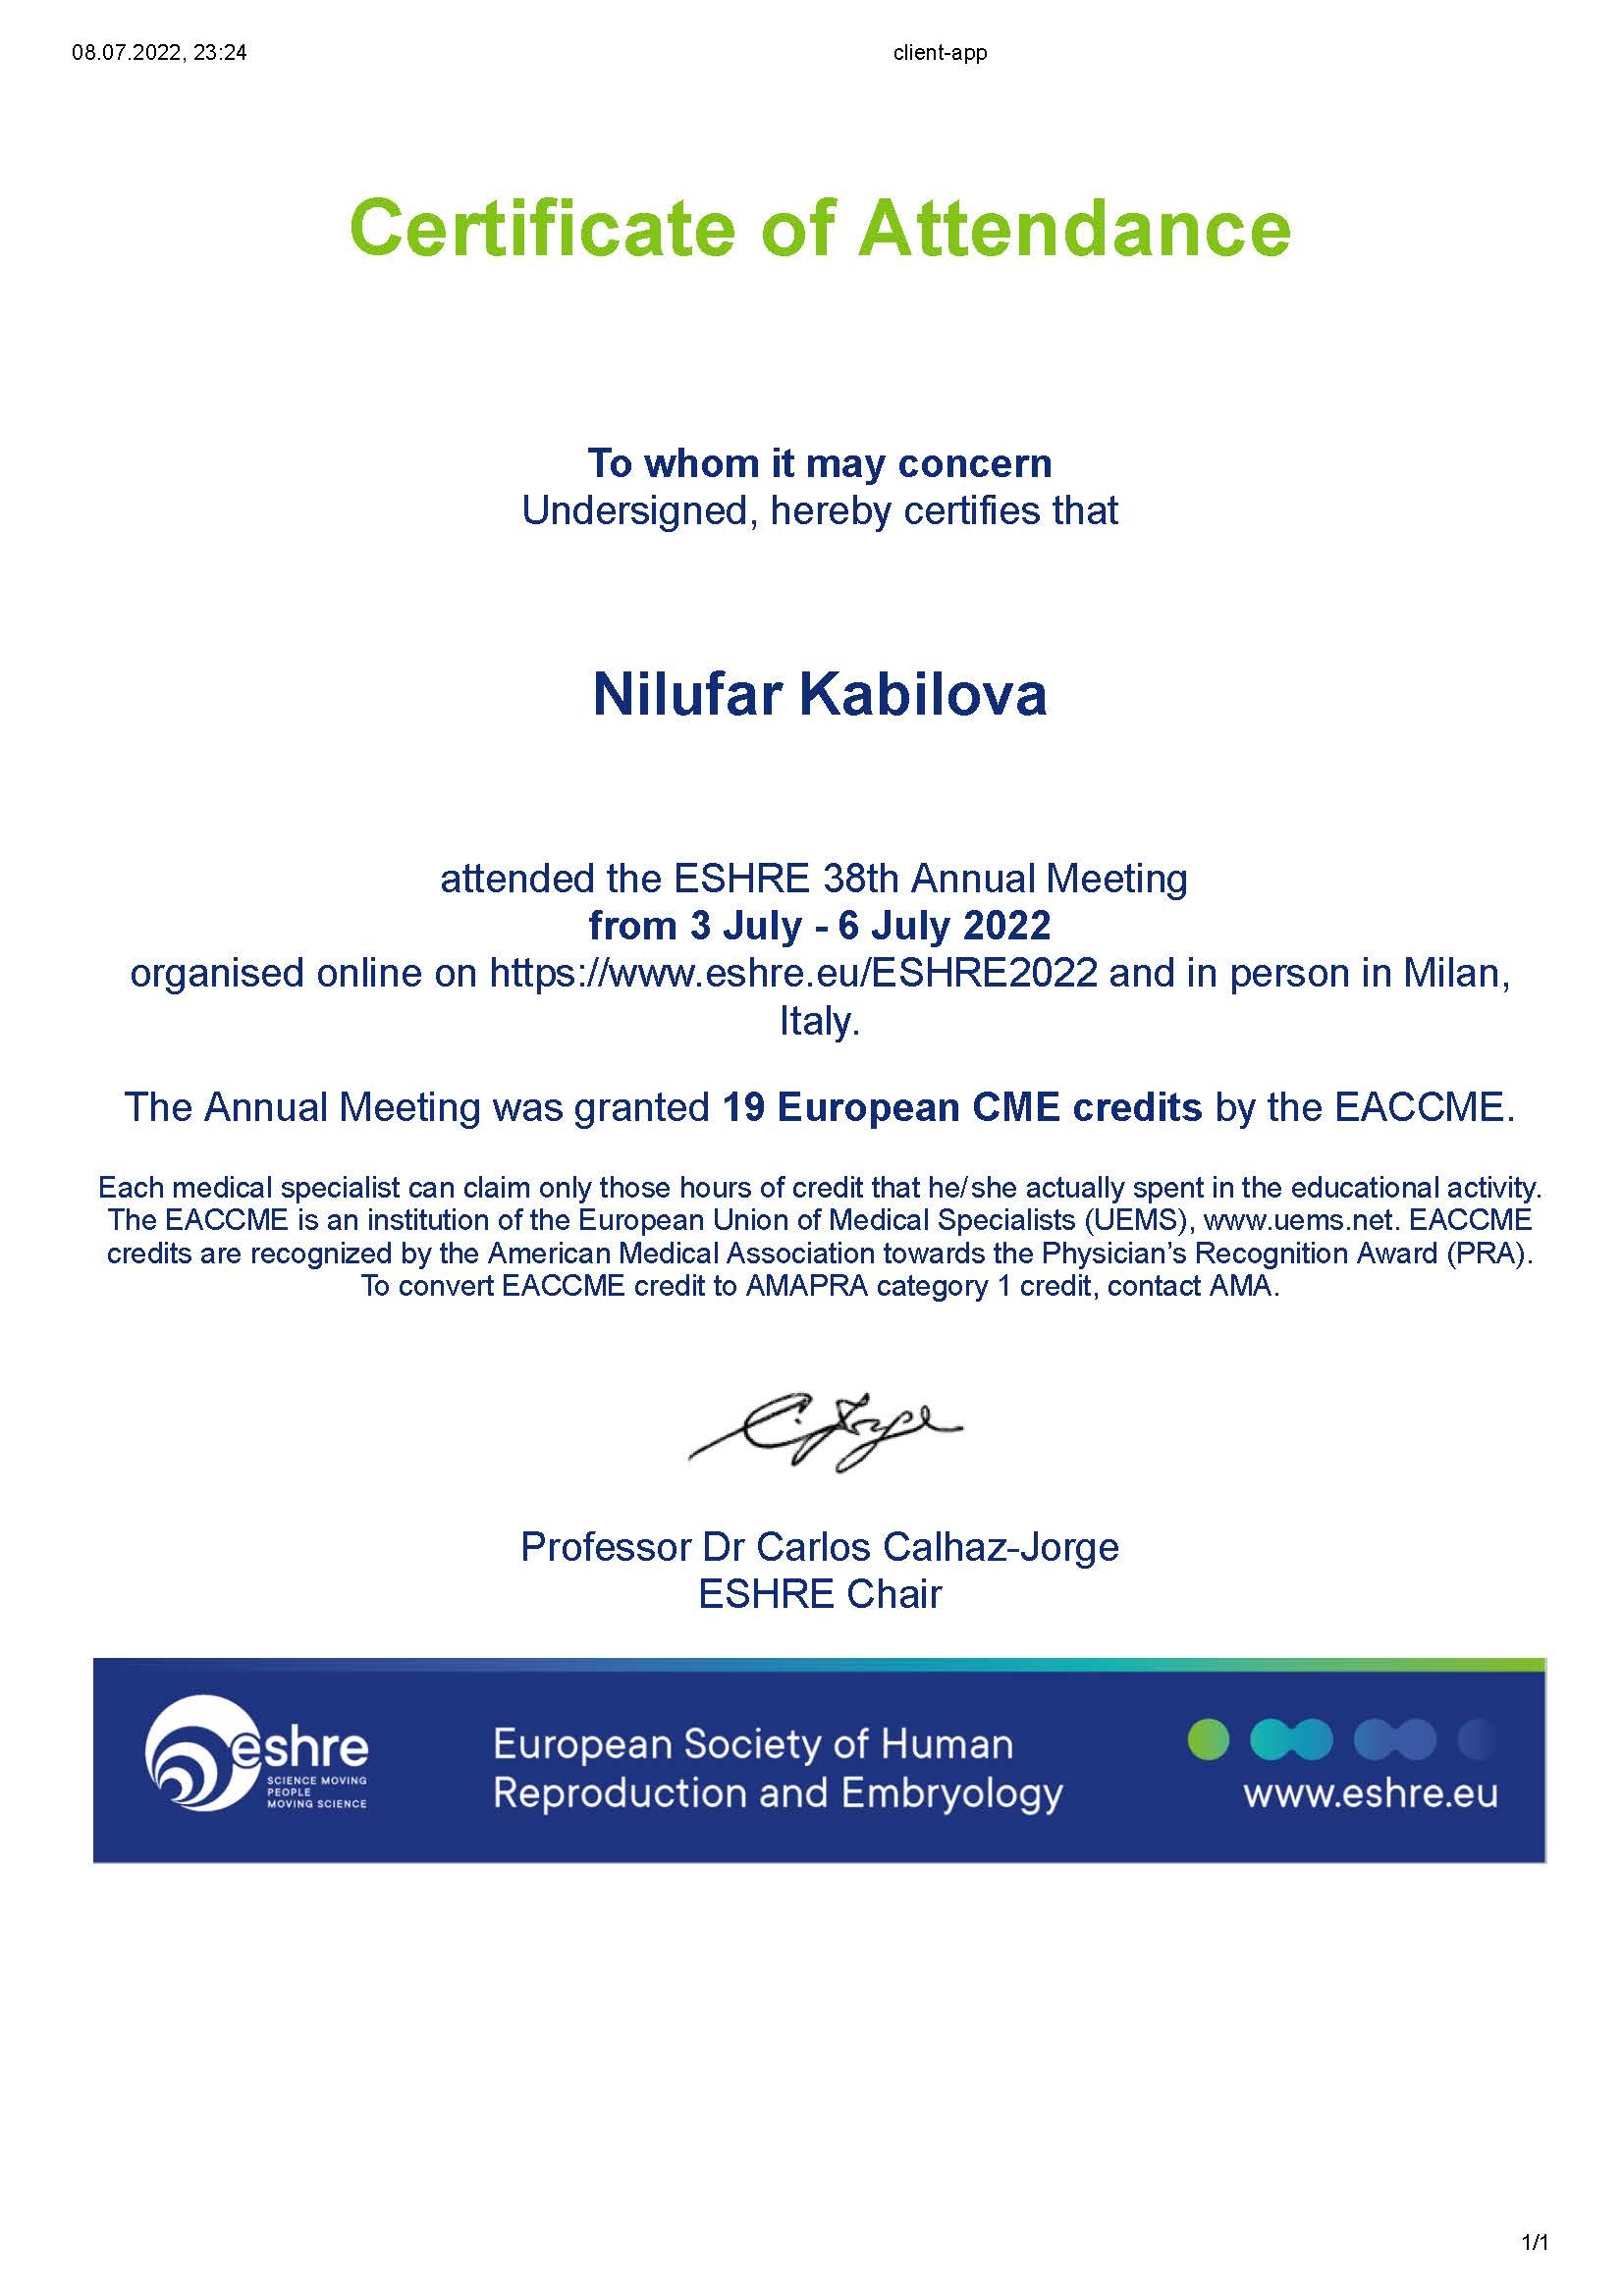 08.07.2022, 23:24 client-app
Certificate of Attendance
To whom it may concern
Undersigned, hereby certifies that
Nilufar Kabilova
attended the ESHRE 38th Annual Meeting
from 3 July - 6 July 2022
organised online on https://www.eshre.eu/ESHRE2022 and in person in Milan,
Italy.
The Annual Meeting was granted 19 European CME credits by the EACCME.
Each medical specialist can claim only those hours of credit that he/she actually spent in the educational activity.
The EACCME is an institution of the European Union of Medical Specialists (UEMS), www.uems.net. EACCME
credits are recognized by the American Medical Association towards the Physician’s Recognition Award (PRA).
To convert EACCME credit to AMAPRA category 1 credit, contact AMA.
C. Jorge
Professor Dr Carlos Calhaz-Jorge
ESHRE Chair
eshre
SCIENCE MOVING
PEOPLE
MOVING SCIENCE
European Society of Human
Reproduction and Embryology
www.eshre.eu
1/1